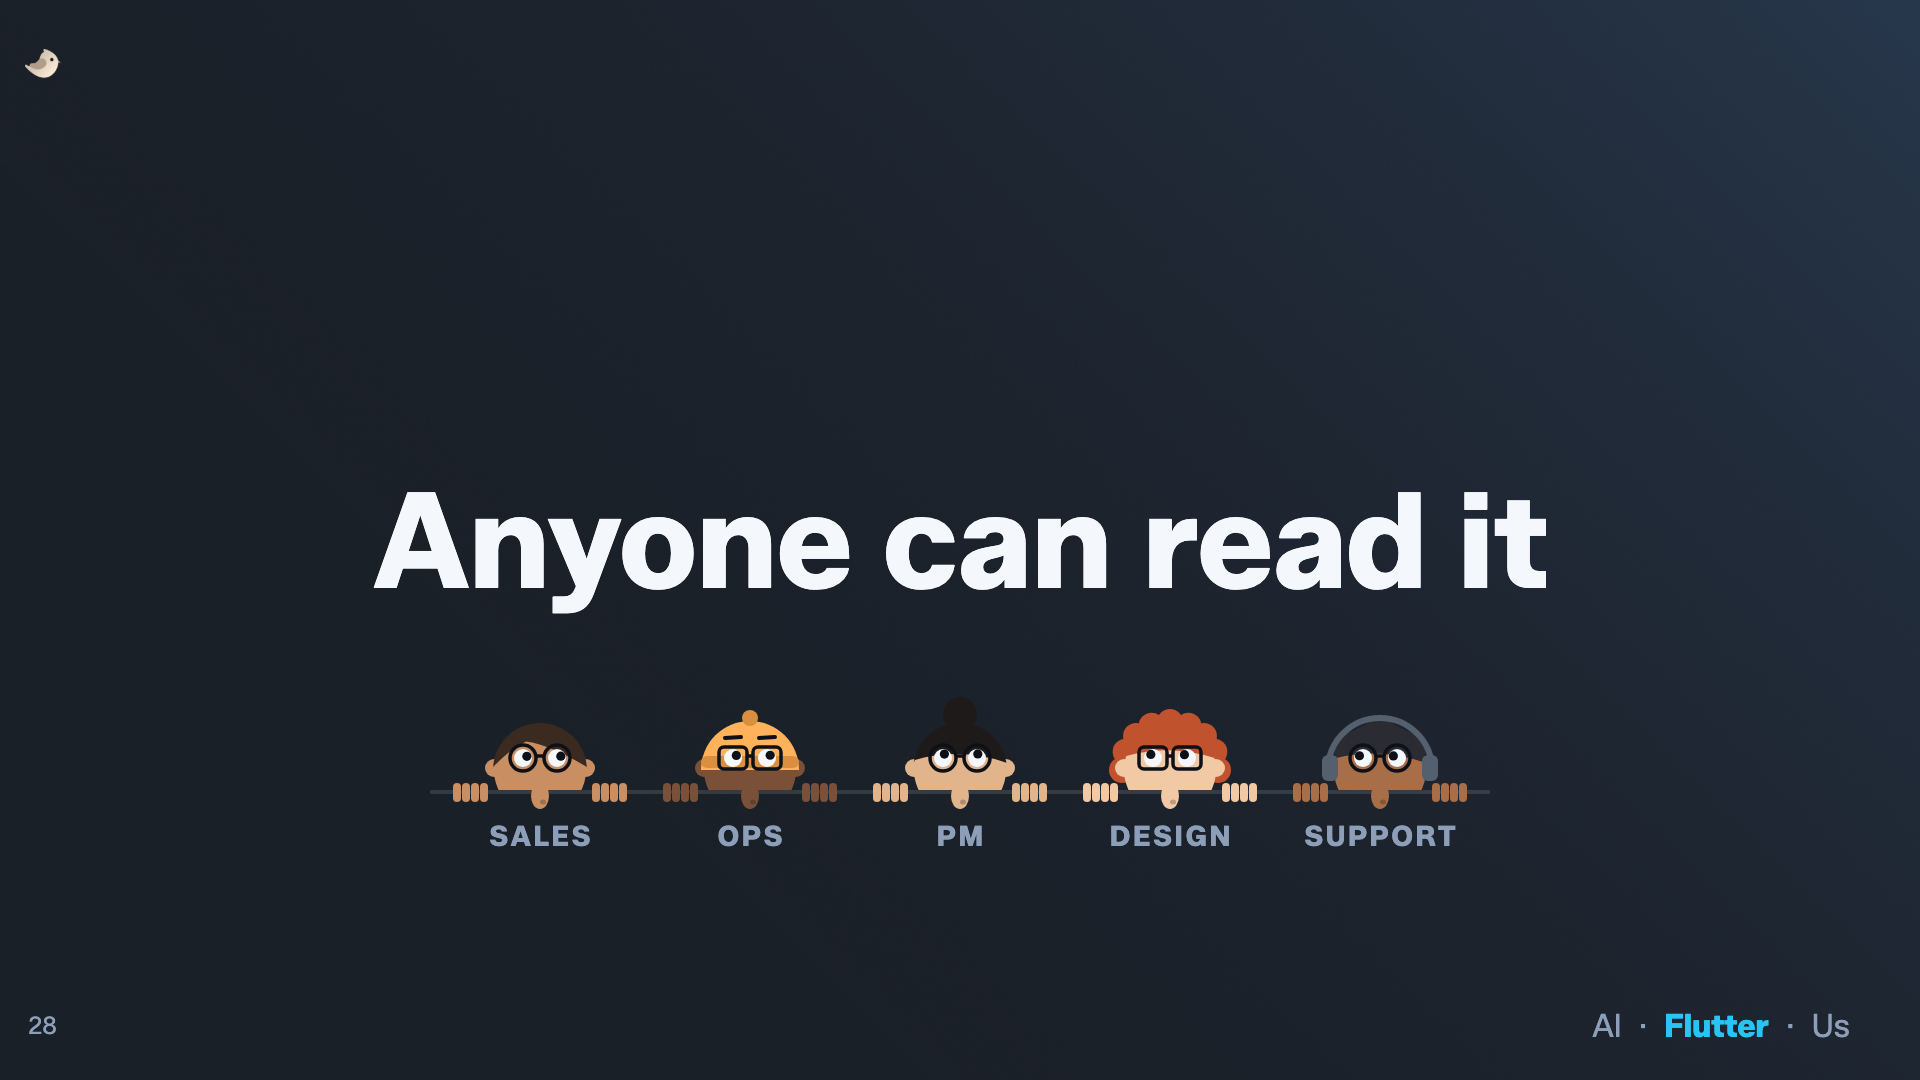 Anyone can read it
SALES OPS PM DESIGN SUPPORT
28
AI · Flutter · Us